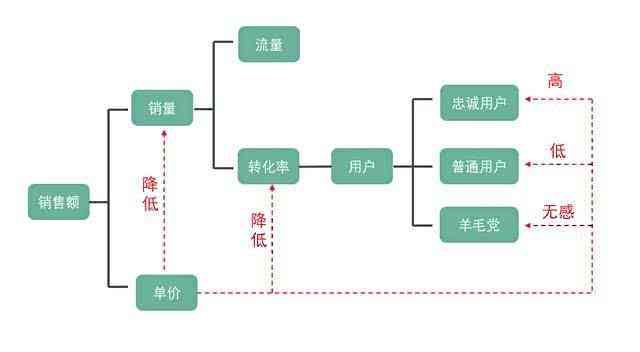 流量
高
销量
忠诚用户
低
转化率
用户
普通用户
降
低
销售额
降
低
无感
羊毛党
单价